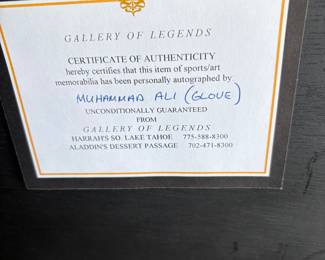 GALLERY OF LEGENDS
CERTIFICATE OF AUTHENTICITY
hereby certifies that this item of sports/art
memorabilia has been personally autographed by
MUHAMMAD ALI (GLOVE)
UNCONDITIONALLY GUARANTEED
FROM
GALLERY OF LEGENDS
HARRAH'S SO. LAKE TAHOE 775-588-8300
ALADDIN'S DESSERT PASSAGE 702-471-8300